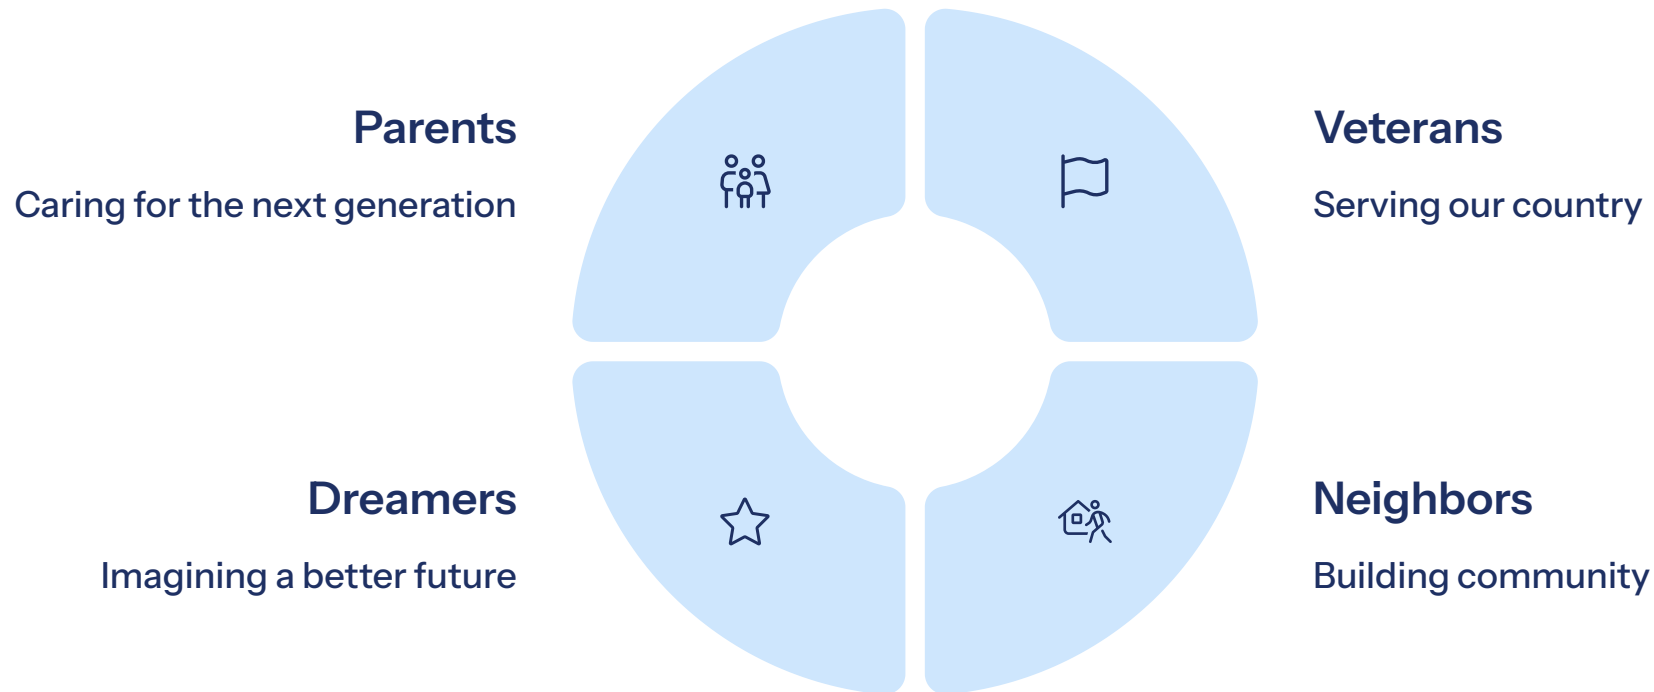 Parents
Caring for the next generation
Veterans
Serving our country
Dreamers
Imagining a better future
Neighbors
Building community